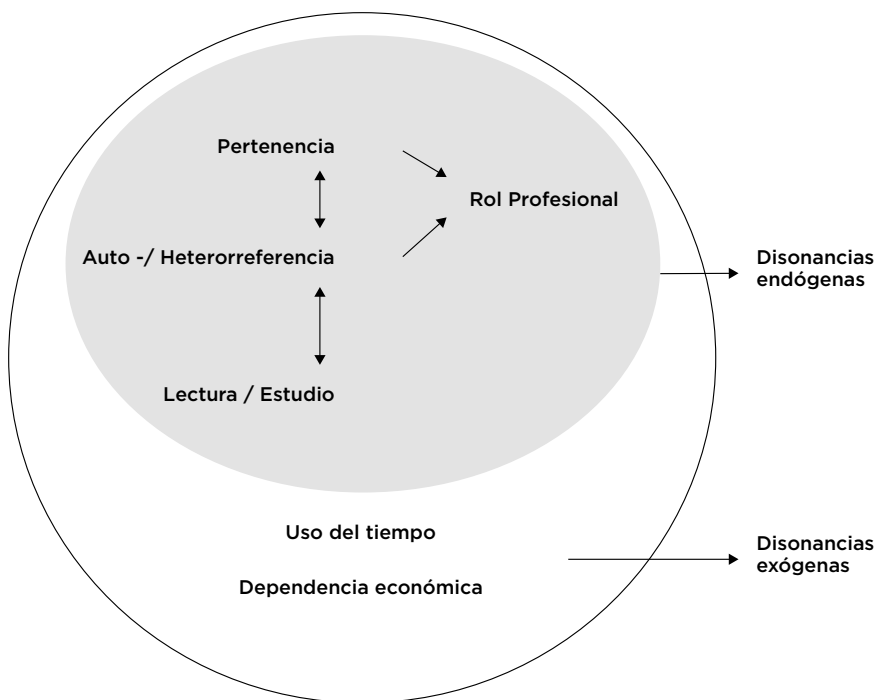 Pertenencia
Rol Profesional
Auto -/ Heterorreferencia
Disonancias
endógenas
Lectura / Estudio
Uso del tiempo
Dependencia económica
Disonancias
exógenas